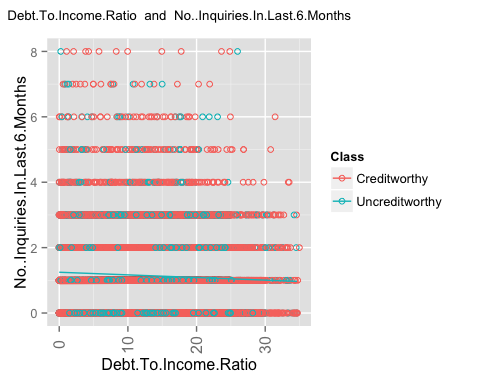 Debt.To.Income.Ratio and No..Inquiries.In.Last.6.Months
8
6
4
2
0
No..Inquiries.In.Last.6.Months
0
10
20
30
Debt.To.Income.Ratio
Class
Creditworthy
Uncreditworthy